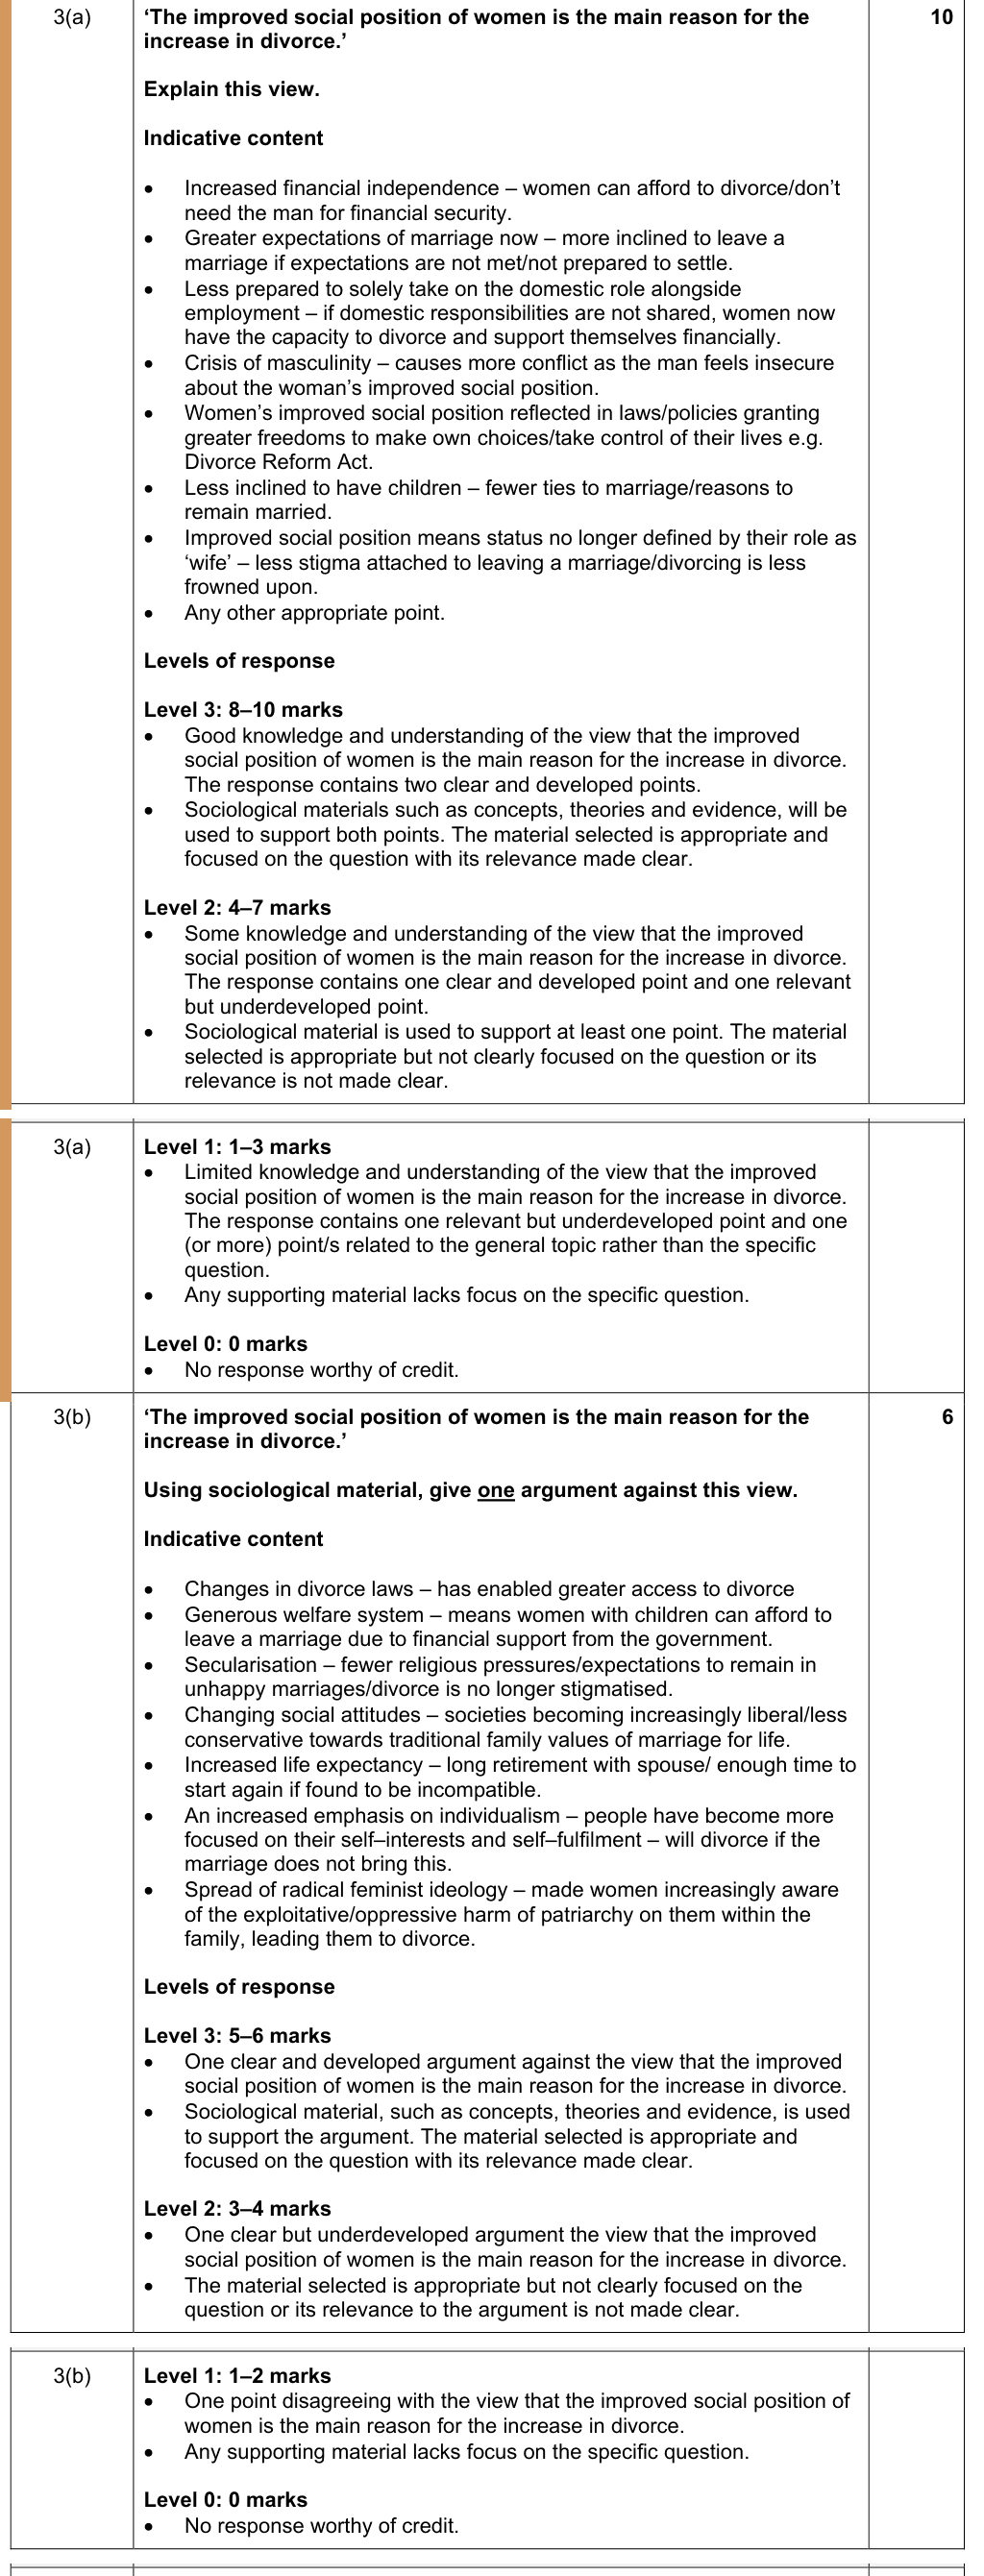 3(a)
‘The improved social position of women is the main reason for the
increase in divorce.’
10
Explain this view.
Indicative content
• Increased financial independence – women can afford to divorce/don’t
need the man for financial security.
• Greater expectations of marriage now – more inclined to leave a
marriage if expectations are not met/not prepared to settle.
• Less prepared to solely take on the domestic role alongside
employment – if domestic responsibilities are not shared, women now
have the capacity to divorce and support themselves financially.
• Crisis of masculinity – causes more conflict as the man feels insecure
about the woman’s improved social position.
• Women’s improved social position reflected in laws/policies granting
greater freedoms to make own choices/take control of their lives e.g.
Divorce Reform Act.
• Less inclined to have children – fewer ties to marriage/reasons to
remain married.
• Improved social position means status no longer defined by their role as
‘wife’ – less stigma attached to leaving a marriage/divorcing is less
frowned upon.
• Any other appropriate point.
Levels of response
Level 3: 8–10 marks
• Good knowledge and understanding of the view that the improved
social position of women is the main reason for the increase in divorce.
The response contains two clear and developed points.
• Sociological materials such as concepts, theories and evidence, will be
used to support both points. The material selected is appropriate and
focused on the question with its relevance made clear.
Level 2: 4–7 marks
• Some knowledge and understanding of the view that the improved
social position of women is the main reason for the increase in divorce.
The response contains one clear and developed point and one relevant
but underdeveloped point.
• Sociological material is used to support at least one point. The material
selected is appropriate but not clearly focused on the question or its
relevance is not made clear.
3(a)
Level 1: 1–3 marks
• Limited knowledge and understanding of the view that the improved
social position of women is the main reason for the increase in divorce.
The response contains one relevant but underdeveloped point and one
(or more) point/s related to the general topic rather than the specific
question.
• Any supporting material lacks focus on the specific question.
Level 0: 0 marks
• No response worthy of credit.
3(b)
‘The improved social position of women is the main reason for the
increase in divorce.’
6
Using sociological material, give one argument against this view.
Indicative content
• Changes in divorce laws – has enabled greater access to divorce
• Generous welfare system – means women with children can afford to
leave a marriage due to financial support from the government.
• Secularisation – fewer religious pressures/expectations to remain in
unhappy marriages/divorce is no longer stigmatised.
• Changing social attitudes – societies becoming increasingly liberal/less
conservative towards traditional family values of marriage for life.
• Increased life expectancy – long retirement with spouse/ enough time to
start again if found to be incompatible.
• An increased emphasis on individualism – people have become more
focused on their self–interests and self–fulfilment – will divorce if the
marriage does not bring this.
• Spread of radical feminist ideology – made women increasingly aware
of the exploitative/oppressive harm of patriarchy on them within the
family, leading them to divorce.
Levels of response
Level 3: 5–6 marks
• One clear and developed argument against the view that the improved
social position of women is the main reason for the increase in divorce.
• Sociological material, such as concepts, theories and evidence, is used
to support the argument. The material selected is appropriate and
focused on the question with its relevance made clear.
Level 2: 3–4 marks
• One clear but underdeveloped argument the view that the improved
social position of women is the main reason for the increase in divorce.
• The material selected is appropriate but not clearly focused on the
question or its relevance to the argument is not made clear.
3(b)
Level 1: 1–2 marks
• One point disagreeing with the view that the improved social position of
women is the main reason for the increase in divorce.
• Any supporting material lacks focus on the specific question.
Level 0: 0 marks
• No response worthy of credit.